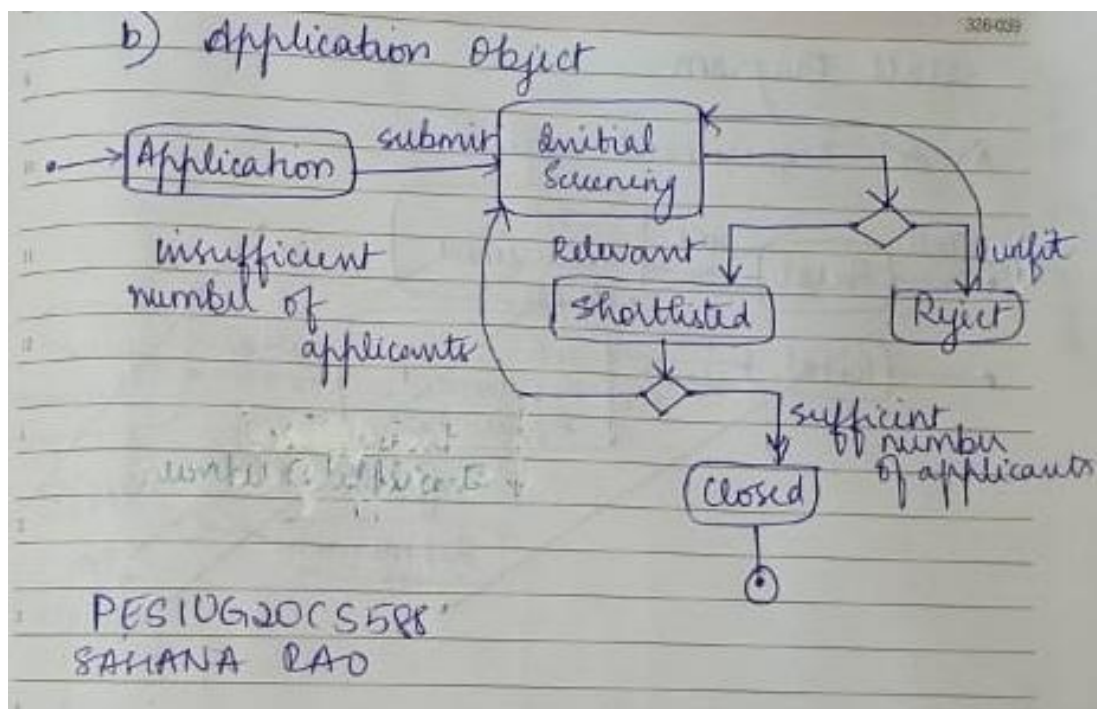 326-039
b) Application Object
Application
submit
Initial
Screening
insufficient
number of
applicants
Relevant
unfit
Shortlisted
Reject
sufficient
number
of applicants
Closed
SAHANA RAO